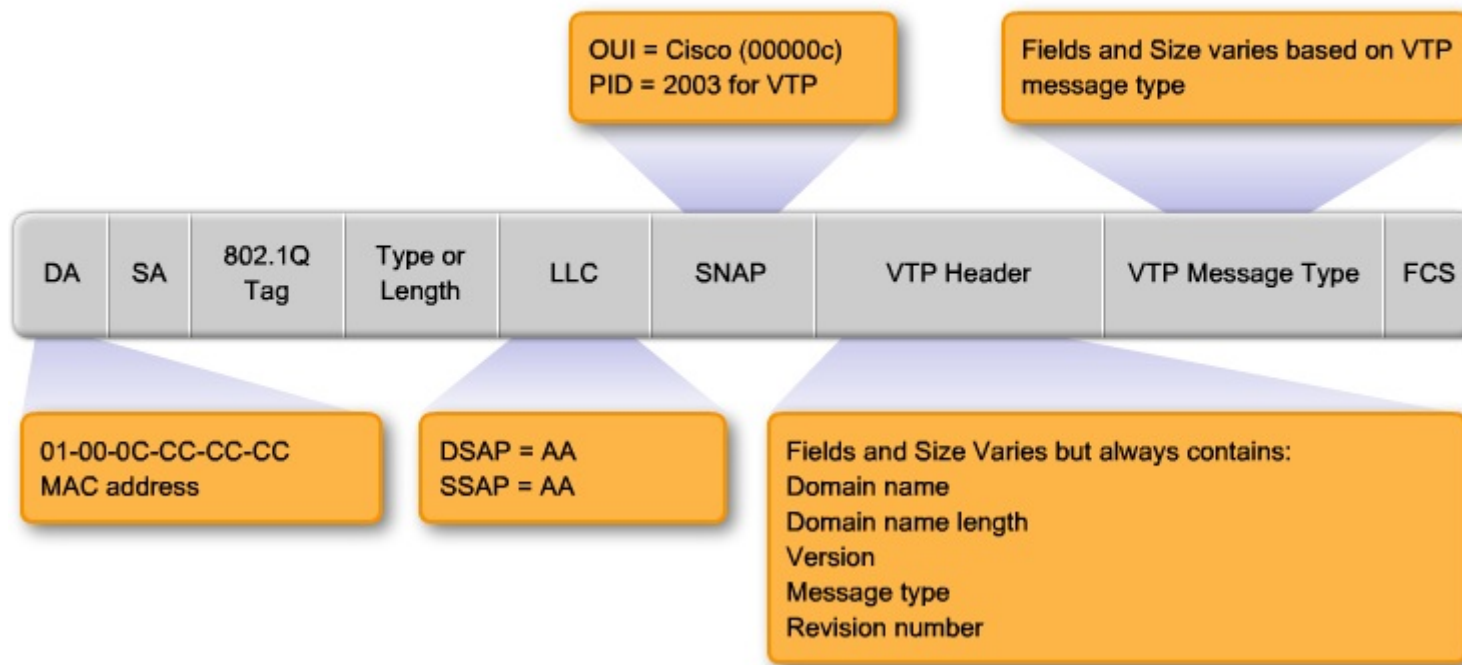 OUI = Cisco (00000c)
PID = 2003 for VTP
Fields and Size varies based on VTP
message type
DA
SA
802.1Q
Tag
Type or
Length
LLC
SNAP
VTP Header
VTP Message Type
FCS
01-00-0C-CC-CC-CC
MAC address
DSAP = AA
SSAP = AA
Fields and Size Varies but always contains:
Domain name
Domain name length
Version
Message type
Revision number